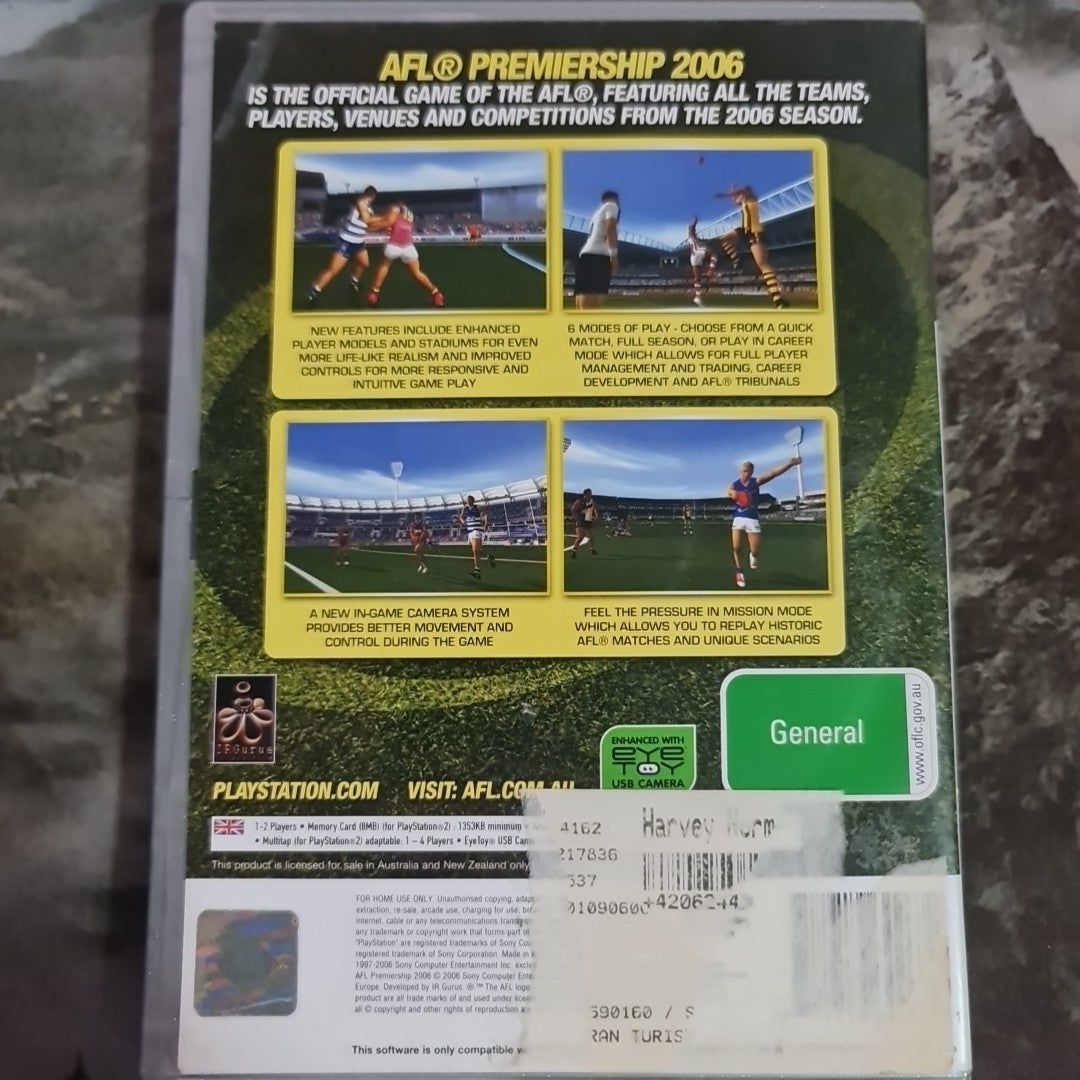 AFL® PREMIERSHIP 2006
IS THE OFFICIAL GAME OF THE AFL®, FEATURING ALL THE TEAMS,
PLAYERS, VENUES AND COMPETITIONS FROM THE 2006 SEASON.
NEW FEATURES INCLUDE ENHANCED
PLAYER MODELS AND STADIUMS FOR EVEN
MORE LIFE-LIKE REALISM AND IMPROVED
CONTROLS FOR MORE RESPONSIVE AND
INTUITIVE GAME PLAY
6 MODES OF PLAY - CHOOSE FROM A QUICK
MATCH, FULL SEASON, OR PLAY IN CAREER
MODE WHICH ALLOWS FOR FULL PLAYER
MANAGEMENT AND TRADING, CAREER
DEVELOPMENT AND AFL® TRIBUNALS
A NEW IN-GAME CAMERA SYSTEM
PROVIDES BETTER MOVEMENT AND
CONTROL DURING THE GAME
FEEL THE PRESSURE IN MISSION MODE
WHICH ALLOWS YOU TO REPLAY HISTORIC
AFL® MATCHES AND UNIQUE SCENARIOS
IRGurus
ENHANCED WITH
EYE
TOY
USB CAMERA
General
www.oflc.gov.au
PLAYSTATION.COM VISIT: AFL.COM.AU
1-2 Players • Memory Card (8MB) (for PlayStation®2) : 1353KB minimum •
• Multitap (for PlayStation®2) adaptable: 1 – 4 Players • EyeToy® USB
This product is licensed for sale in Australia and New Zealand only
4162 Harvey Norm
217836
537
0109060
+4206244
FOR HOME USE ONLY. Unauthorised copying,
extraction, re-sale, arcade use, charging for use,
internet, cable or any telecommunications
any trademark or copyright work that forms part of
"PlayStation" are registered trademarks of Sony
registered trademark of Sony Corporation. Made in
1997-2006 Sony Computer Entertainment Inc.
AFL Premiership 2006 © 2006 Sony Computer
Europe. Developed by IR Gurus ® ™ The AFL logo
product are all trade marks of and used under
all © copyright and other rights of reproduction
590160 / S
RAN TURIS
This software is only compatible